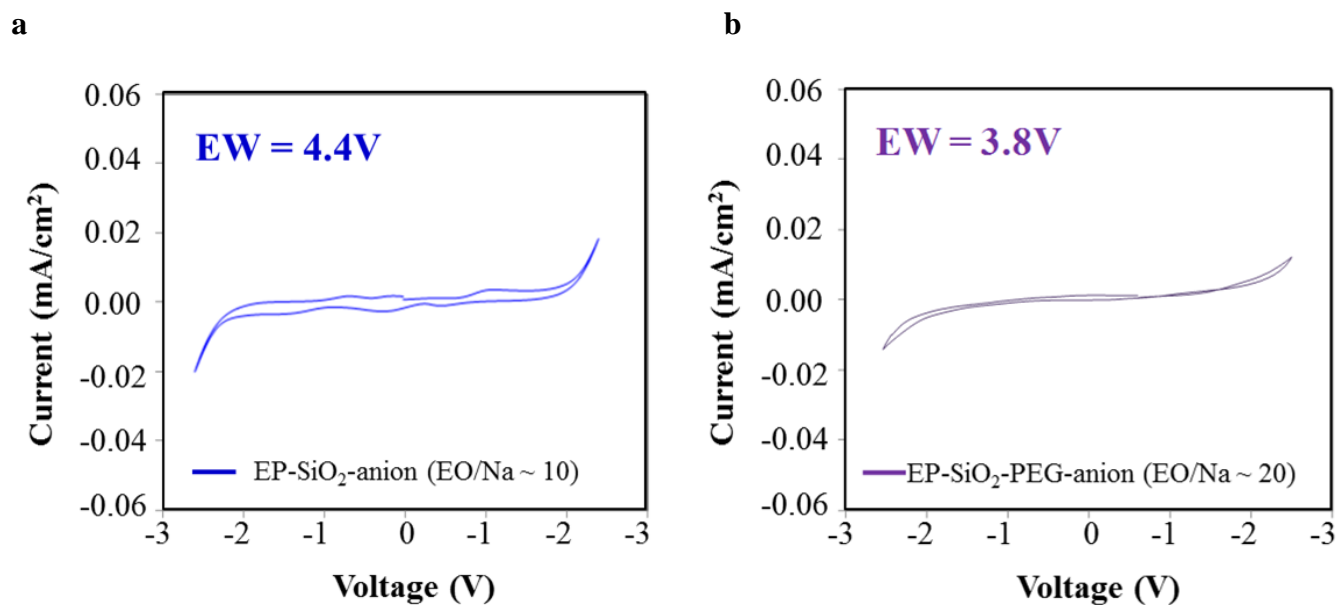 a
b
0.06
0.04
0.02
0.00
-0.02
-0.04
-0.06
Current (mA/cm²)
EW = 4.4V
EP-SiO₂-anion (EO/Na ~ 10)
-3 -2 -1 0 -1 -2 -3
Voltage (V)
0.06
0.04
0.02
0.00
-0.02
-0.04
-0.06
Current (mA/cm²)
EW = 3.8V
EP-SiO₂-PEG-anion (EO/Na ~ 20)
-3 -2 -1 0 -1 -2 -3
Voltage (V)